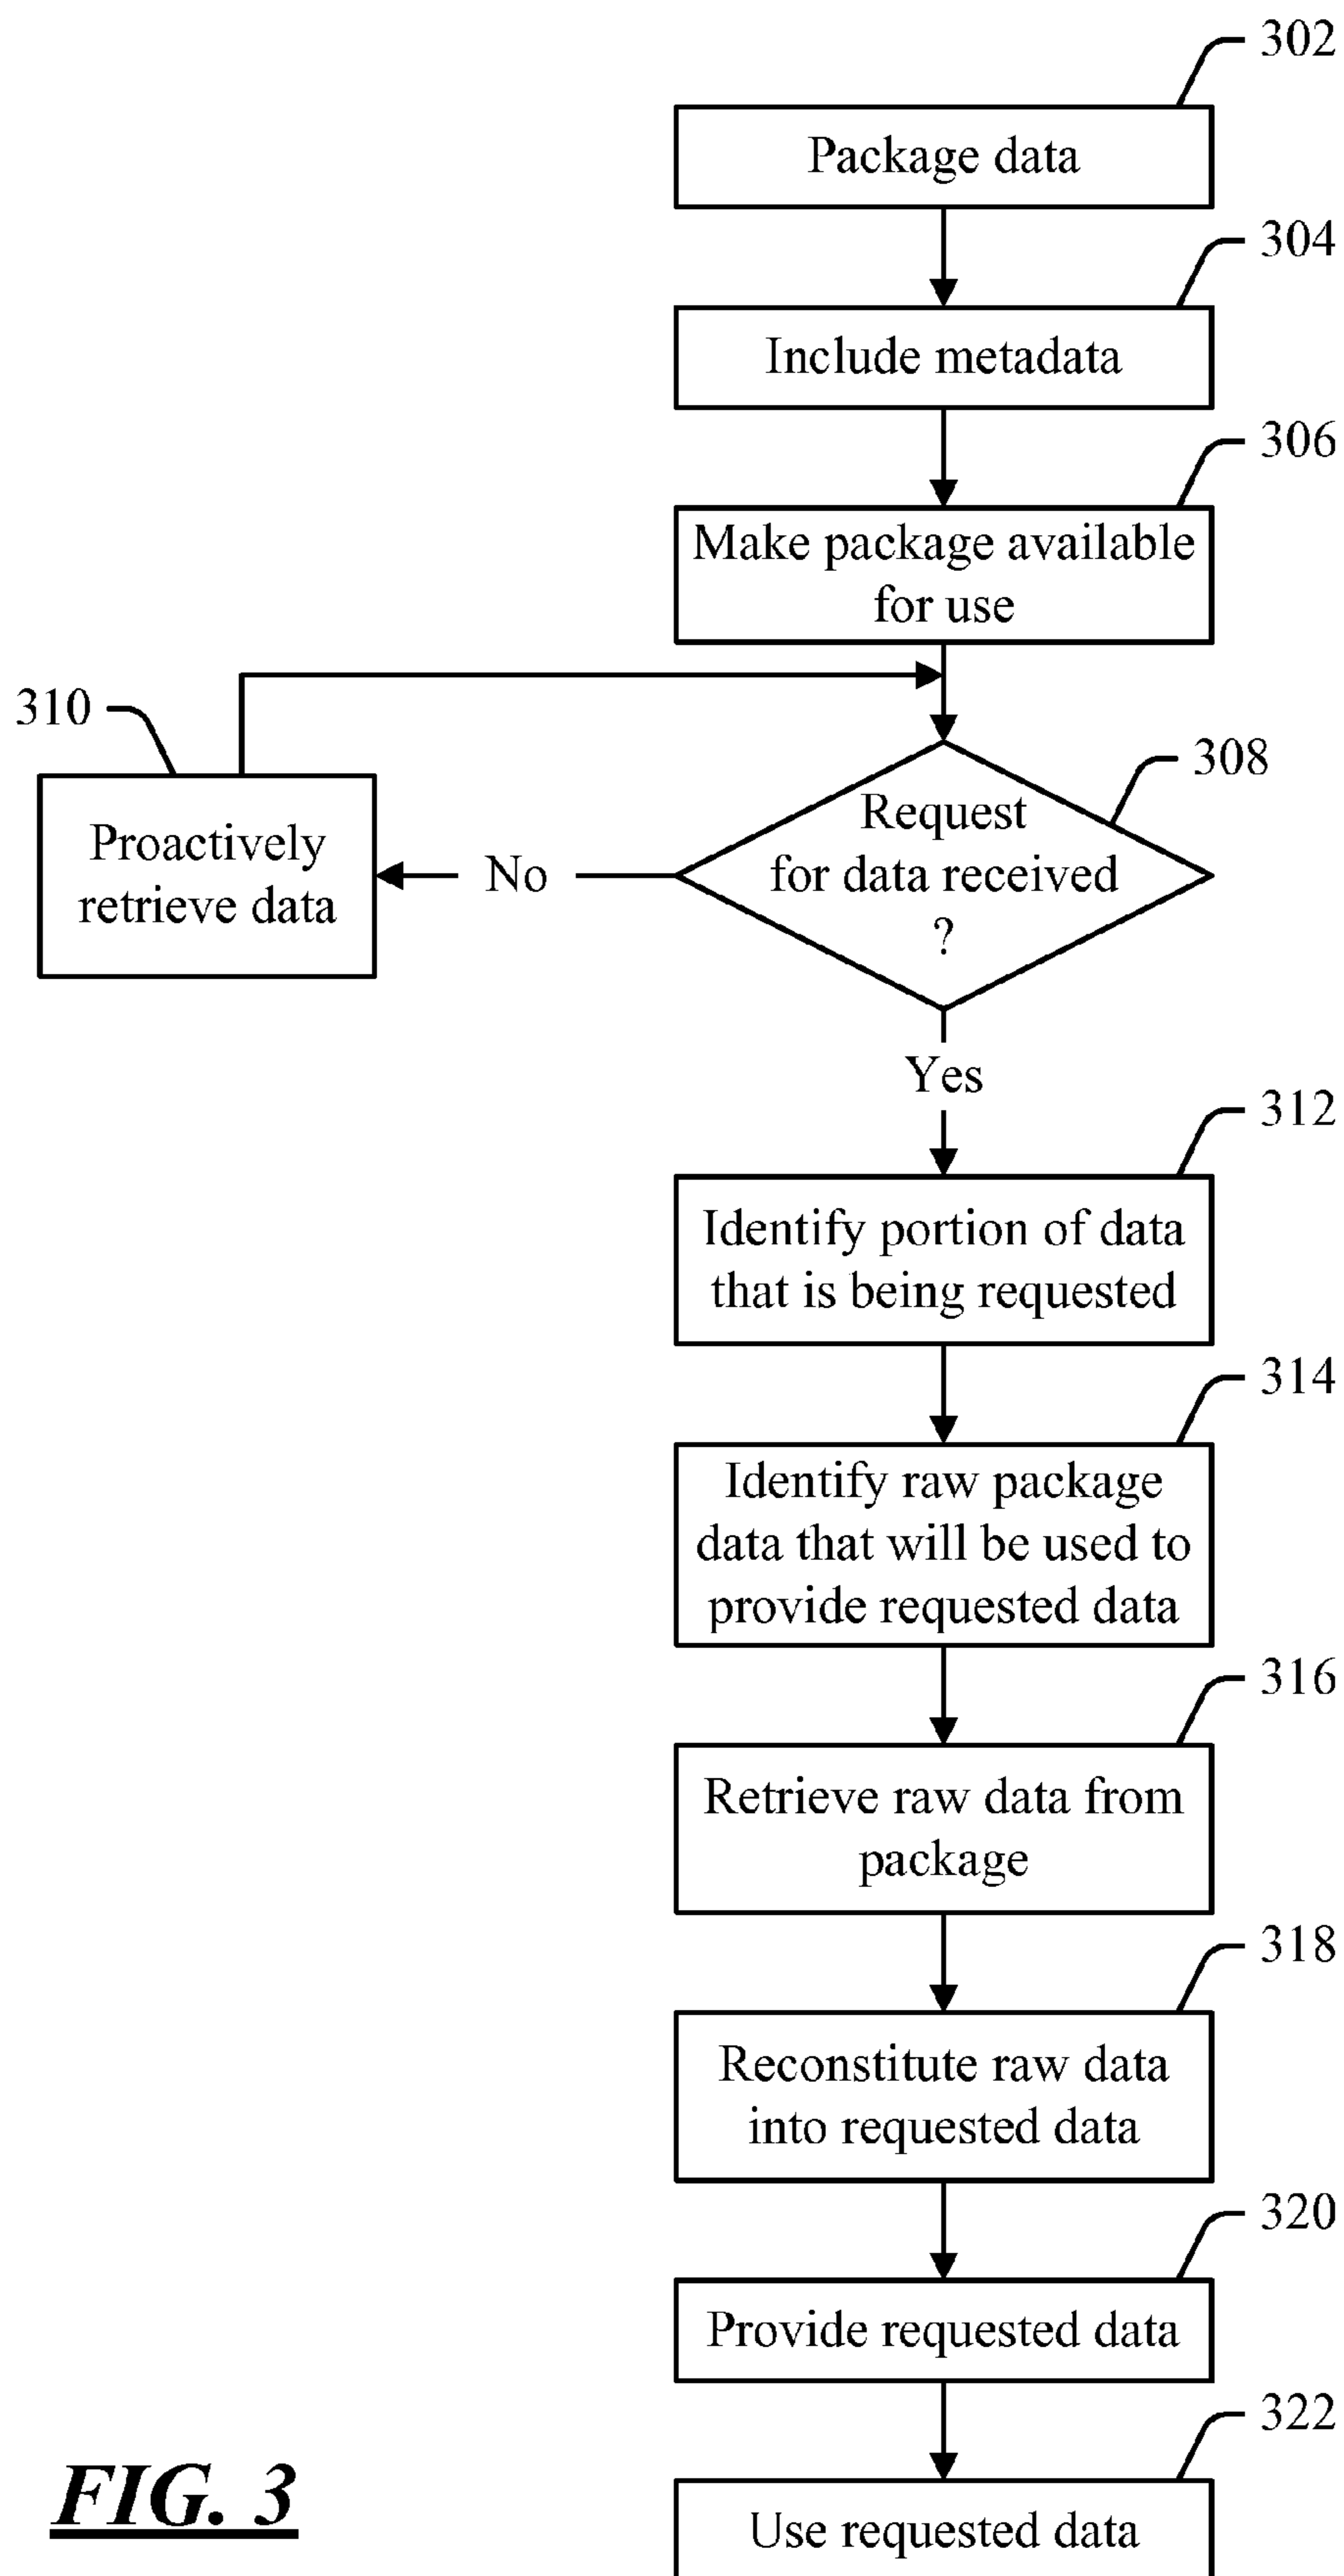 302
Package data
304
Include metadata
306
Make package available
for use
310
308
Request
for data received
?
Proactively
retrieve data
No
Yes
312
Identify portion of data
that is being requested
314
Identify raw package
data that will be used to
provide requested data
316
Retrieve raw data from
package
318
Reconstitute raw data
into requested data
320
Provide requested data
322
Use requested data
FIG. 3